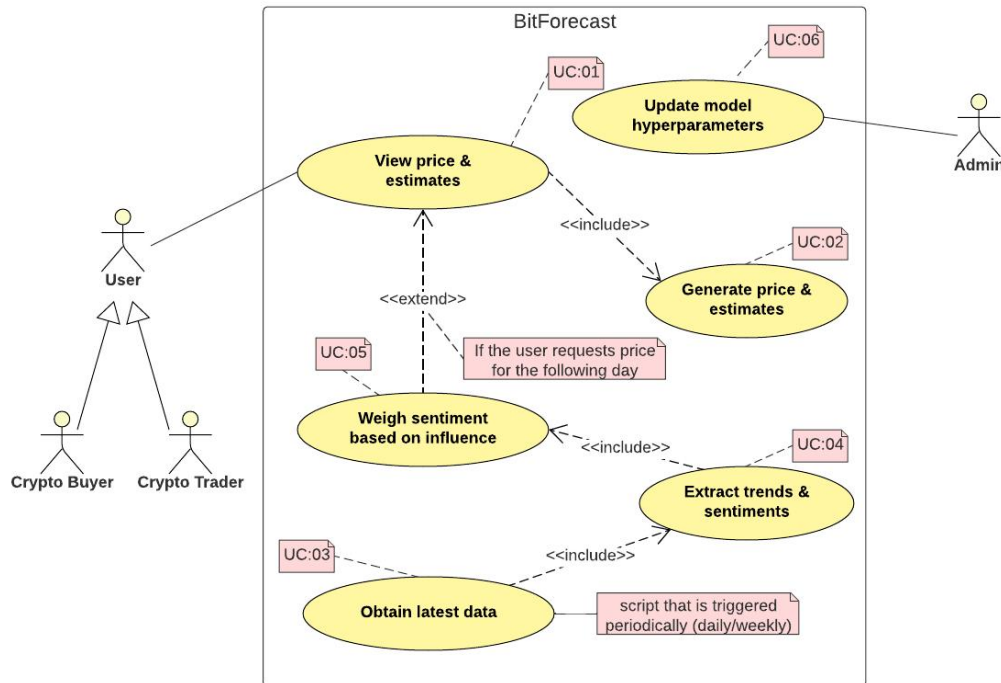 BitForecast
UC:06
UC:01
Update model
hyperparameters
Admin
View price &
estimates
<<include>>
UC:02
User
Generate price &
estimates
<<extend>>
If the user requests price
for the following day
UC:05
Weigh sentiment
based on influence
<<include>>
UC:04
Crypto Buyer
Crypto Trader
Extract trends &
sentiments
UC:03
<<include>>
Obtain latest data
script that is triggered
periodically (daily/weekly)